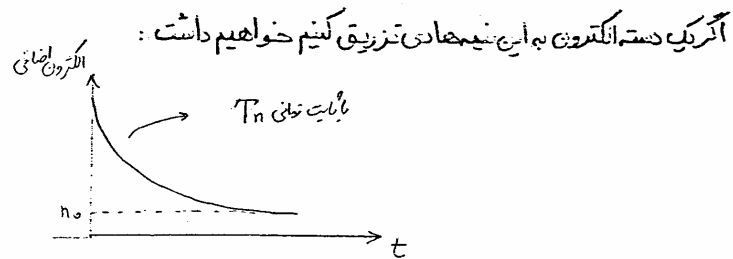 اگر یک دسته الکترون به این نیمه‌هادی تزریق کنیم خواهیم داشت :
الکترون اضافی
با ثابت زمانی Tn
n₀
t